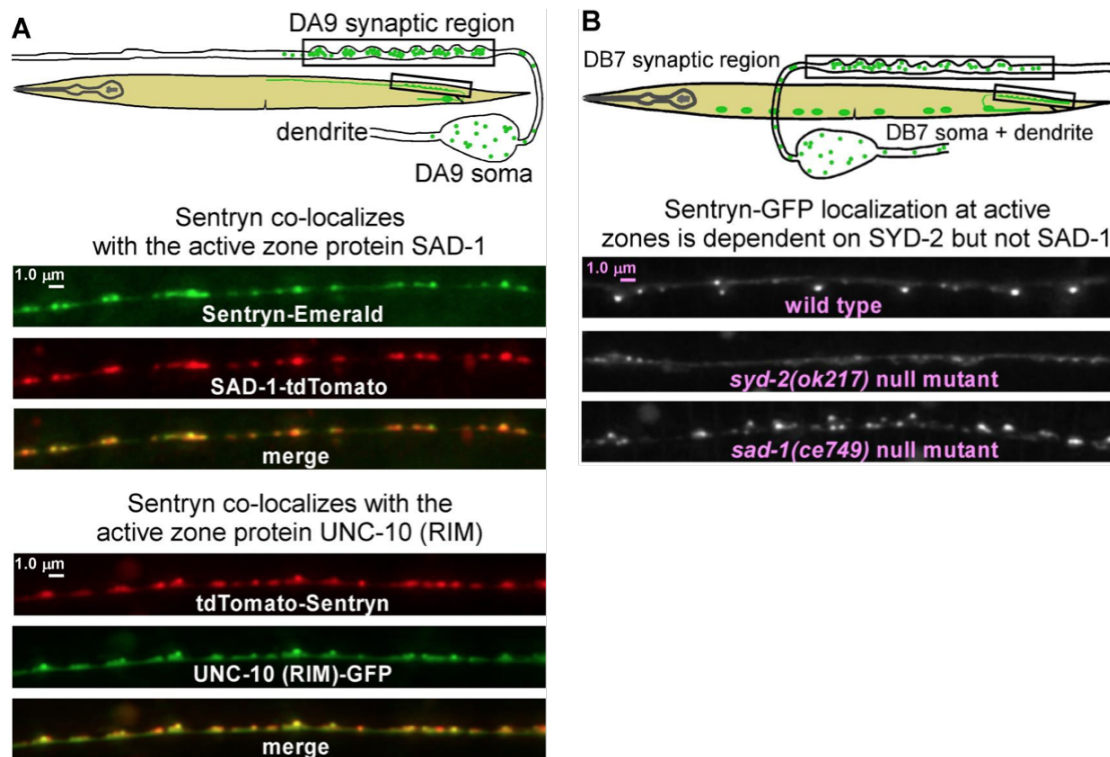 A
DA9 synaptic region
dendrite
DA9 soma
Sentryn co-localizes
with the active zone protein SAD-1
1.0 μm
Sentryn-Emerald
SAD-1-tdTomato
merge
Sentryn co-localizes with the
active zone protein UNC-10 (RIM)
1.0 μm
tdTomato-Sentryn
UNC-10 (RIM)-GFP
merge
B
DB7 synaptic region
DB7 soma + dendrite
Sentryn-GFP localization at active
zones is dependent on SYD-2 but not SAD-1
1.0 μm
wild type
syd-2(ok217) null mutant
sad-1(ce749) null mutant